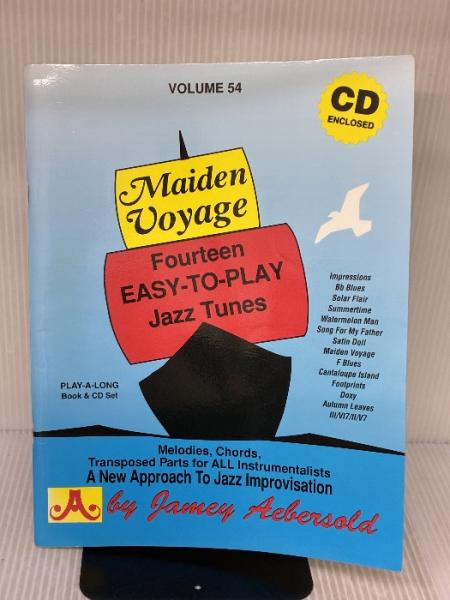 VOLUME 54
CD
ENCLOSED
Maiden
Voyage
Fourteen
EASY-TO-PLAY
Jazz Tunes
Impressions
Bb Blues
Solar Flair
Summertime
Watermelon Man
Song For My Father
Satin Doll
Maiden Voyage
F Blues
Cantaloupe Island
Footprints
Doxy
Autumn Leaves
III/VI7/II/V7
PLAY-A-LONG
Book & CD Set
Melodies, Chords,
Transposed Parts for ALL Instrumentalists
A New Approach To Jazz Improvisation
A by Jamey Aebersold